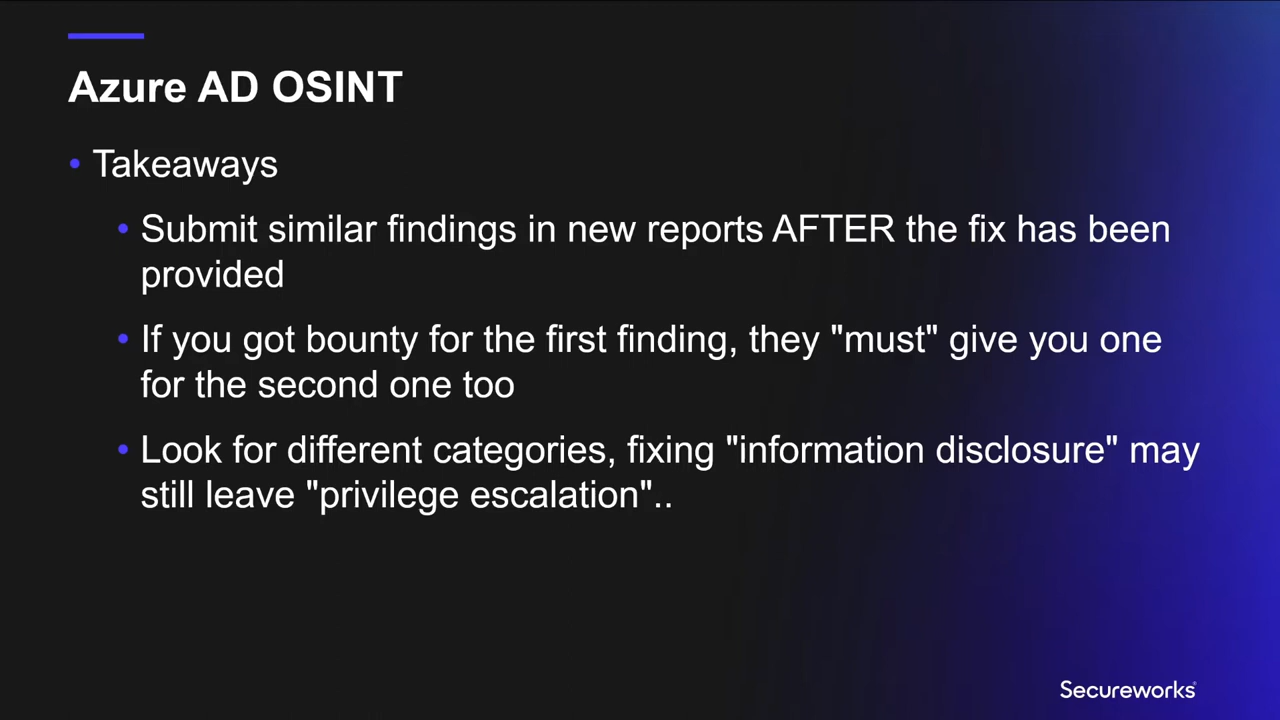 Azure AD OSINT
• Takeaways
• Submit similar findings in new reports AFTER the fix has been
provided
• If you got bounty for the first finding, they "must" give you one
for the second one too
• Look for different categories, fixing "information disclosure" may
still leave "privilege escalation"..
Secureworks®